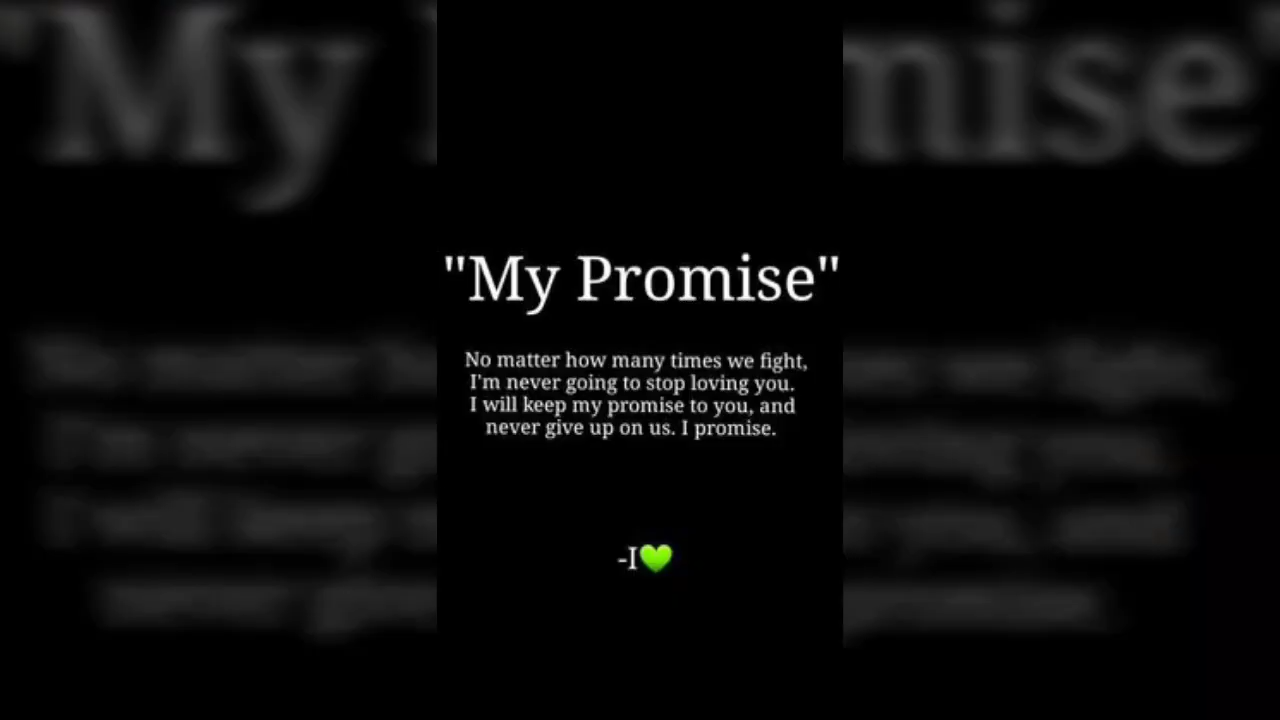 "My Promise"
No matter how many times we fight,
I'm never going to stop loving you.
I will keep my promise to you, and
never give up on us. I promise.
-I💚